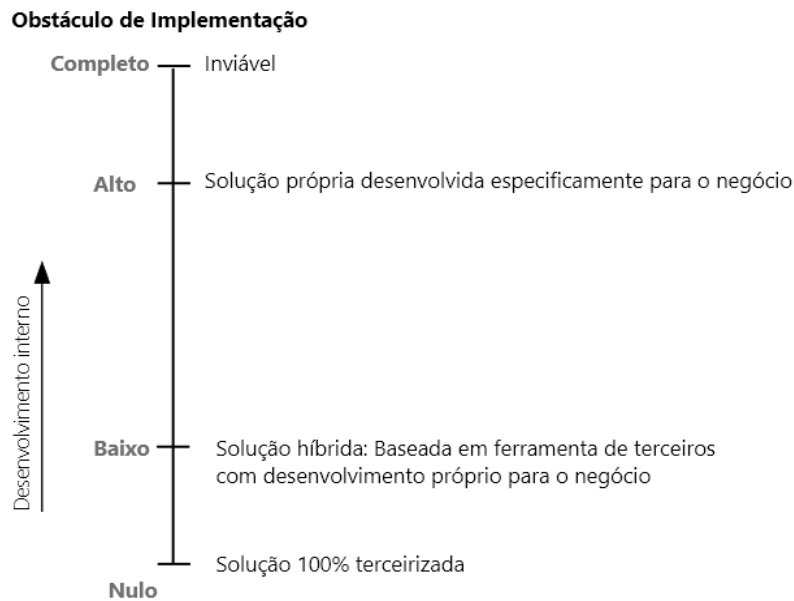 Obstáculo de Implementação
Completo
Inviável
Alto
Solução própria desenvolvida especificamente para o negócio
Desenvolvimento interno
Baixo
Solução híbrida: Baseada em ferramenta de terceiros
com desenvolvimento próprio para o negócio
Solução 100% terceirizada
Nulo